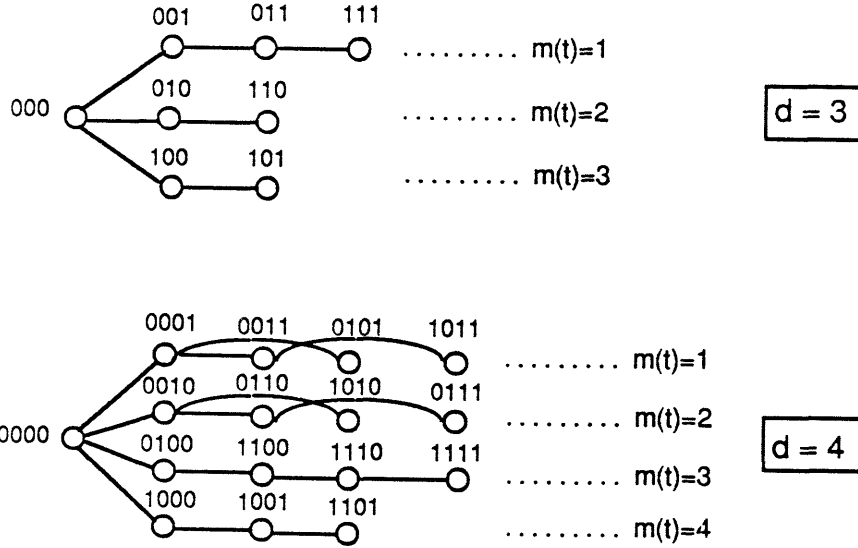 001 011 111
000 ......... m(t)=1
010 110
......... m(t)=2
d = 3
100 101
......... m(t)=3
0001 0011 0101 1011
......... m(t)=1
0010 0110 1010 0111
......... m(t)=2
0000
0100 1100 1110 1111
......... m(t)=3
d = 4
1000 1001 1101
......... m(t)=4